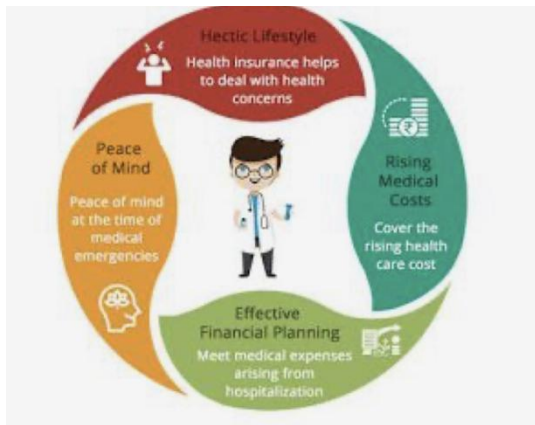 Hectic Lifestyle
Health insurance helps
to deal with health
concerns
Rising
Medical
Costs
Cover the
rising health
care cost
Effective
Financial Planning
Meet medical expenses
arising from
hospitalization
Peace
of Mind
Peace of mind
at the time of
medical
emergencies